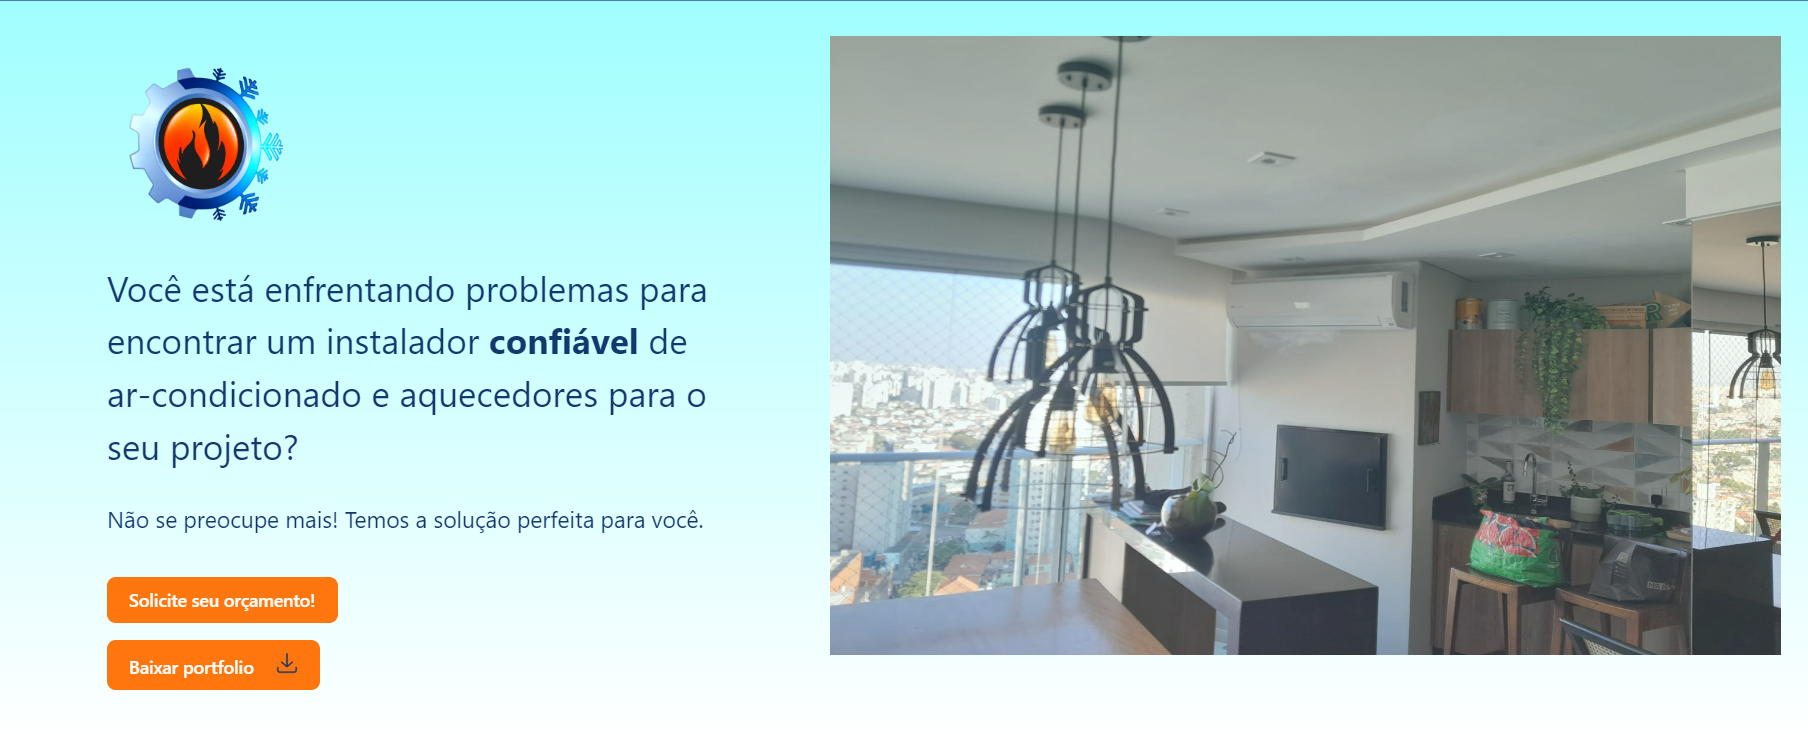 Você está enfrentando problemas para
encontrar um instalador confiável de
ar-condicionado e aquecedores para o
seu projeto?
Não se preocupe mais! Temos a solução perfeita para você.
Solicite seu orçamento!
Baixar portfolio